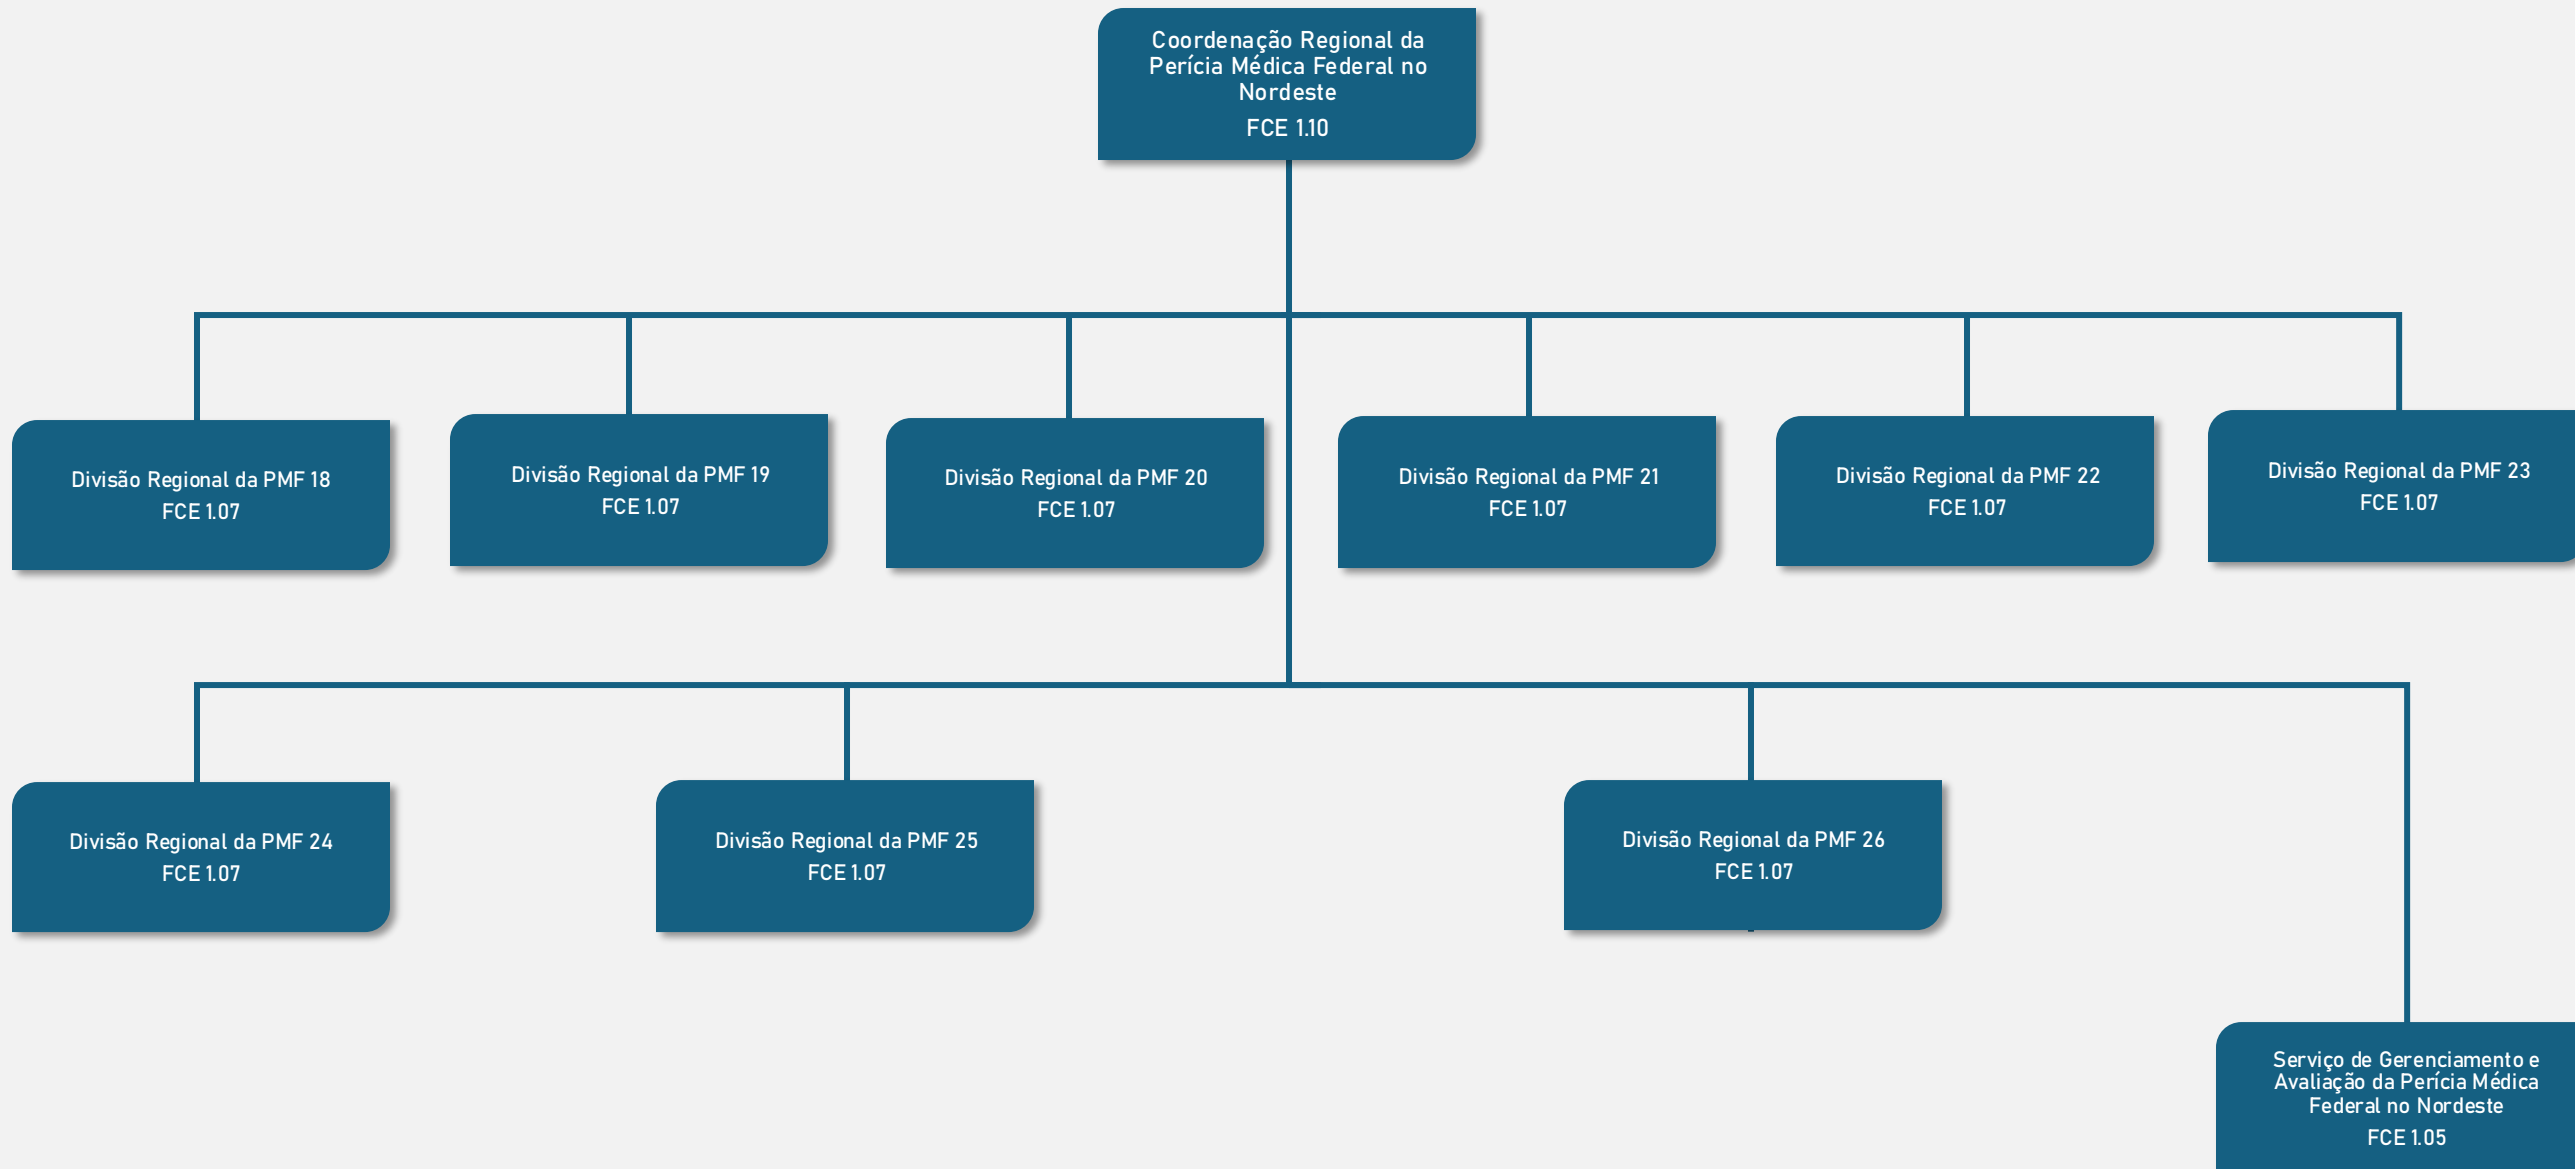 Coordenação Regional da
Perícia Médica Federal no
Nordeste
FCE 1.10
Divisão Regional da PMF 18
FCE 1.07
Divisão Regional da PMF 19
FCE 1.07
Divisão Regional da PMF 20
FCE 1.07
Divisão Regional da PMF 21
FCE 1.07
Divisão Regional da PMF 22
FCE 1.07
Divisão Regional da PMF 23
FCE 1.07
Divisão Regional da PMF 24
FCE 1.07
Divisão Regional da PMF 25
FCE 1.07
Divisão Regional da PMF 26
FCE 1.07
Serviço de Gerenciamento e
Avaliação da Perícia Médica
Federal no Nordeste
FCE 1.05